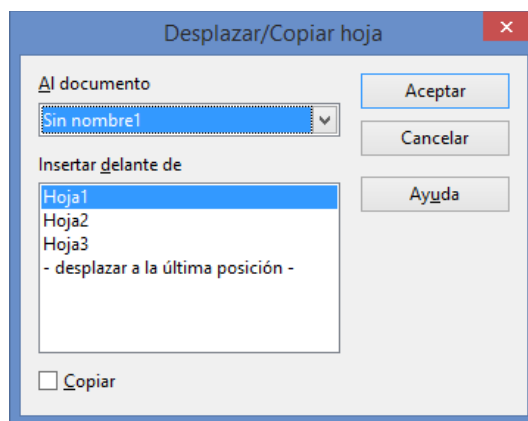 Desplazar/Copiar hoja
Al documento
Sin nombre1
Insertar delante de
Hoja1
Hoja2
Hoja3
- desplazar a la última posición -
Copiar
Aceptar
Cancelar
Ayuda